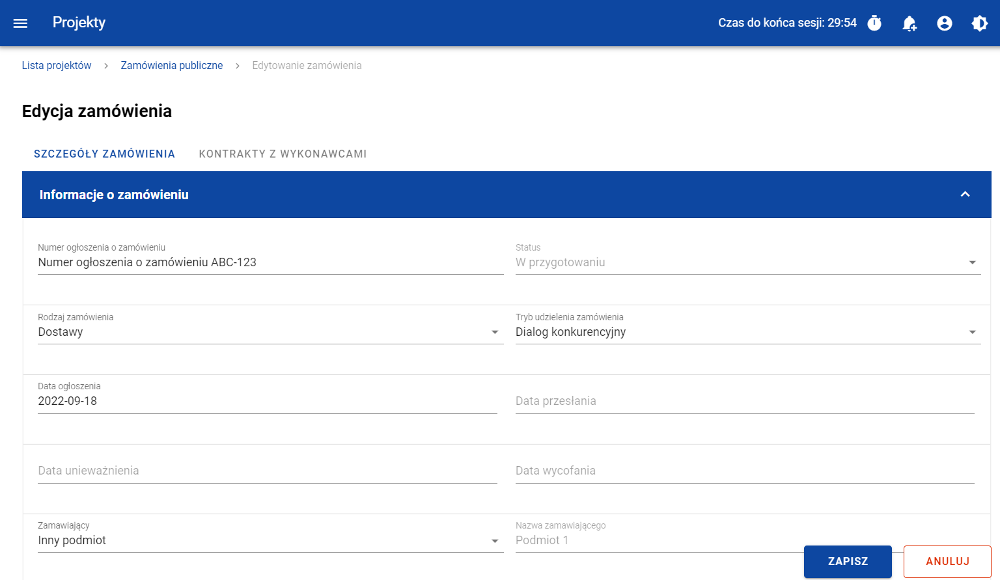 Projekty
Czas do końca sesji: 29:54
Lista projektów > Zamówienia publiczne > Edytowanie zamówienia
Edycja zamówienia
SZCZEGÓŁY ZAMÓWIENIA KONTRAKTY Z WYKONAWCAMI
Informacje o zamówieniu
Numer ogłoszenia o zamówieniu
Numer ogłoszenia o zamówieniu ABC-123
Status
W przygotowaniu
Rodzaj zamówienia
Dostawy
Tryb udzielenia zamówienia
Dialog konkurencyjny
Data ogłoszenia
2022-09-18
Data przesłania
Data unieważnienia
Data wycofania
Zamawiający
Inny podmiot
Nazwa zamawiającego
Podmiot 1
ZAPISZ
ANULUJ